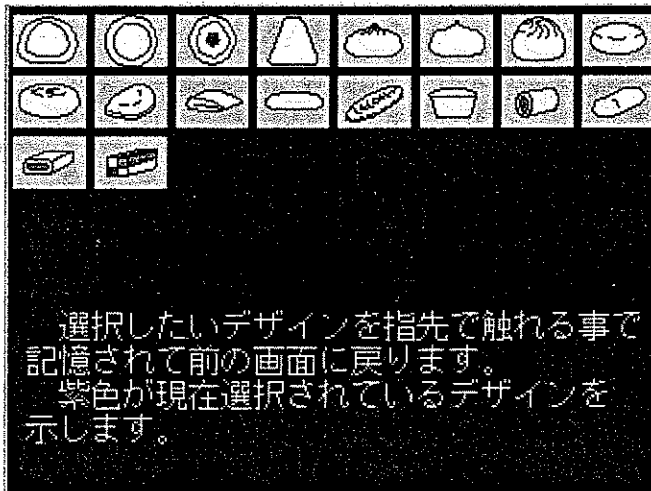 選択したいデザインを指先で触れる事で
記憶されて前の画面に戻ります。
紫色が現在選択されているデザインを
示します。